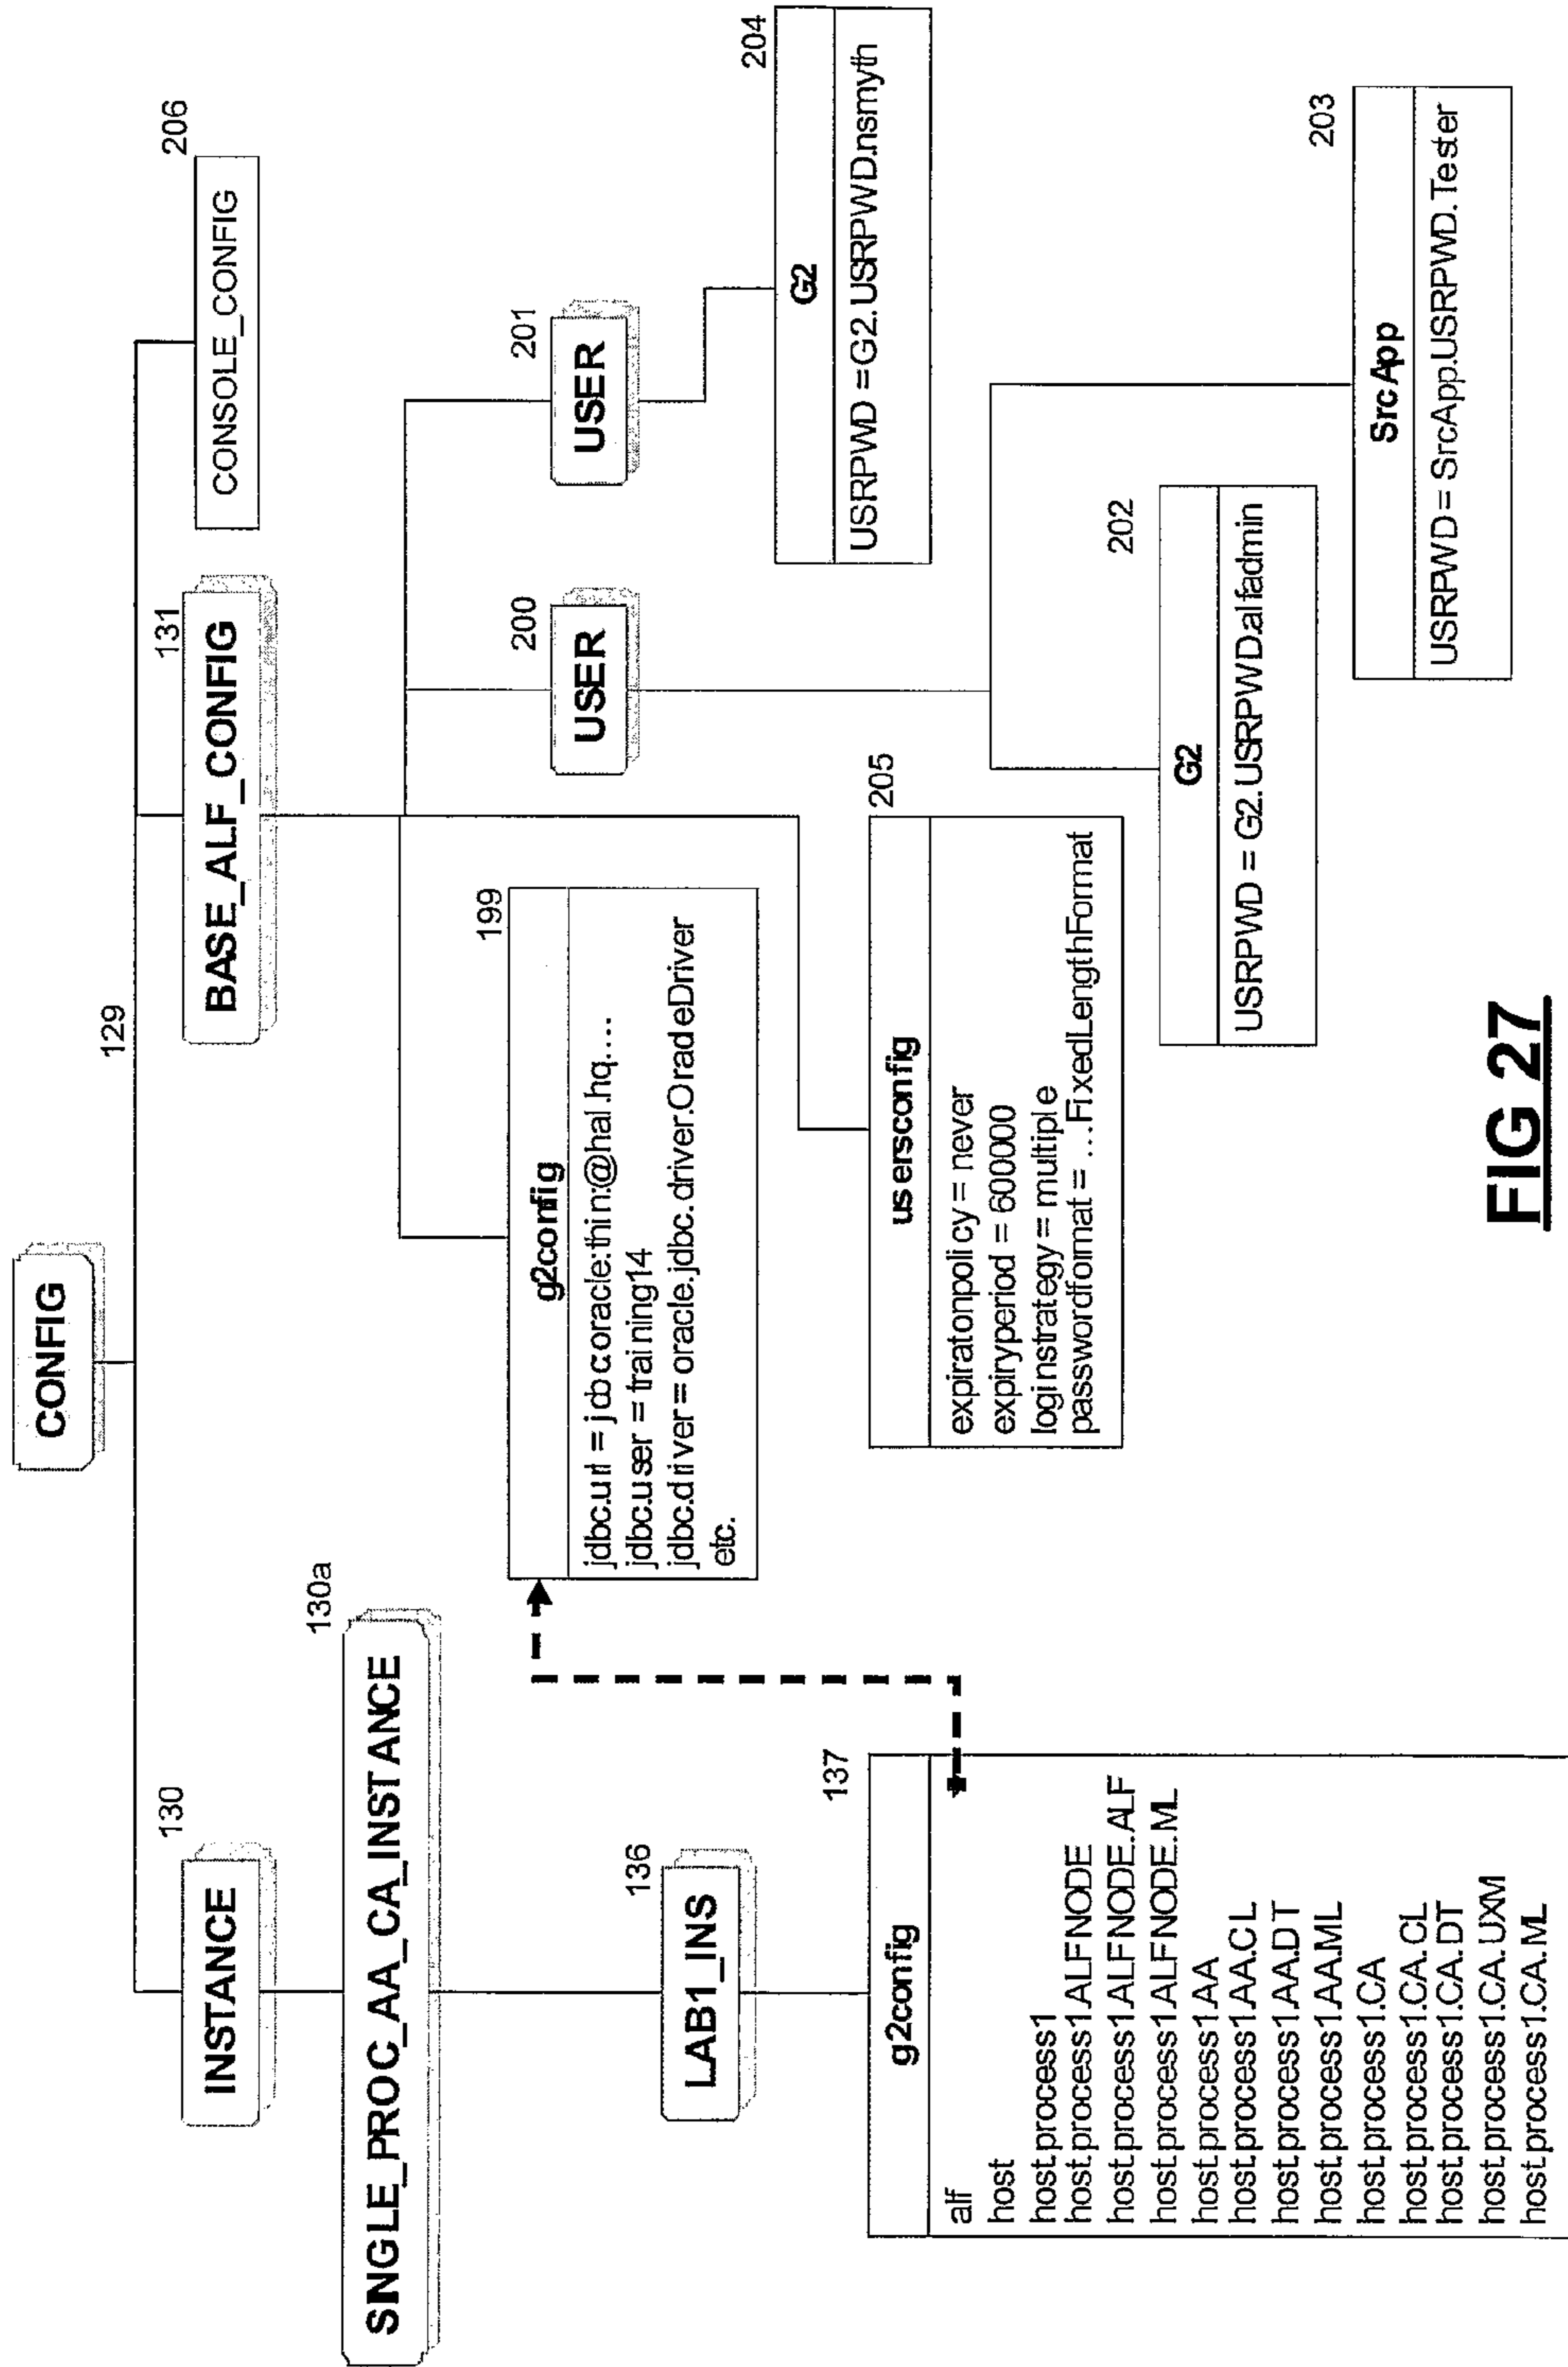 CONFIG
129
130
INSTANCE
131
BASE_ALF_CONFIG
206
CONSOLE_CONFIG
130a
SINGLE_PROC_AA_CA_INSTANCE
199
g2config
jdbc.url = jdbc:oracle:thin:@hal.hq....
jdbc.user = training14
jdbc.driver = oracle.jdbc.driver.OracleDriver
etc.
200
USER
201
USER
136
LAB1_INS
204
G2
USRPWD =G2.USRPWD.nsmyth
137
g2config
alf
host
host.process1
host.process1.ALFNODE
host.process1.ALFNODE.ALF
host.process1.ALFNODE.ML
host.process1.AA
host.process1.AA.CL
host.process1.AA.DT
host.process1.AA.ML
host.process1.CA
host.process1.CA.CL
host.process1.CA.DT
host.process1.CA.UXM
host.process1.CA.ML
205
usersconfig
expiratonpolicy = never
expiryperiod = 600000
loginstrategy = multiple
passwordformat = ...FixedLengthFormat
202
G2
USRPWD = G2.USRPWD.alfadmin
203
SrcApp
USRPWD = SrcApp.USRPWD.Tester
FIG 27